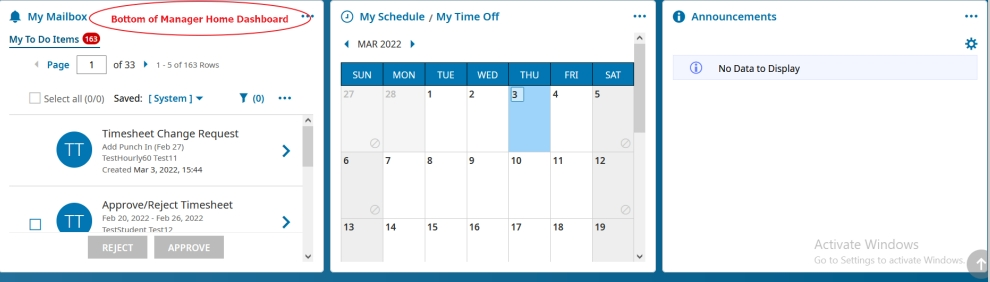 My Mailbox
Bottom of Manager Home Dashboard
My To Do Items 163
Page 1 of 33 1 - 5 of 163 Rows
Select all (0/0) Saved: [ System ] (0)
TT
Timesheet Change Request
Add Punch In (Feb 27)
TestHourly60 Test11
Created Mar 3, 2022, 15:44
TT
Approve/Reject Timesheet
Feb 20, 2022 - Feb 26, 2022
TestStudent Test12
REJECT APPROVE
My Schedule / My Time Off
MAR 2022
SUN MON TUE WED THU FRI SAT
27 28 1 2 3 4 5
6 7 8 9 10 11 12
13 14 15 16 17 18 19
Announcements
No Data to Display
Activate Windows
Go to Settings to activate Windows.